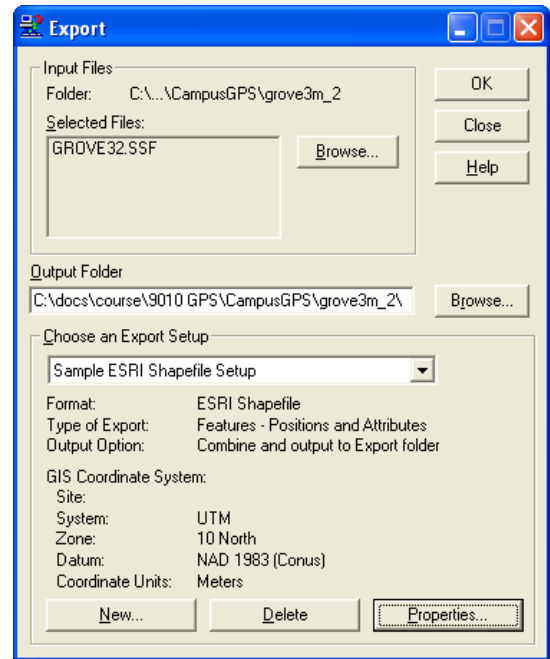 Export
Input Files
Folder: C:\...\CampusGPS\grove3m_2
Selected Files:
GROVE32.SSF
Browse...
OK
Close
Help
Output Folder
C:\docs\course\9010 GPS\CampusGPS\grove3m_2\
Browse...
Choose an Export Setup
Sample ESRI Shapefile Setup
Format: ESRI Shapefile
Type of Export: Features - Positions and Attributes
Output Option: Combine and output to Export folder
GIS Coordinate System:
Site:
System: UTM
Zone: 10 North
Datum: NAD 1983 (Conus)
Coordinate Units: Meters
New...
Delete
Properties...